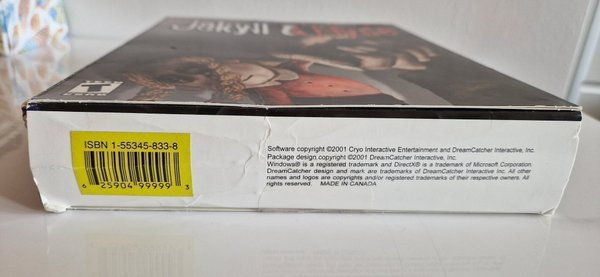 Jekyll & Hyde
T
ESRB
ISBN 1-55345-833-8
6 25904 99999 3
Software copyright ©2001 Cryo Interactive Entertainment and DreamCatcher Interactive, Inc.
Package design copyright ©2001 DreamCatcher Interactive, Inc.
Windows® is a registered trademark and DirectX® is a trademark of Microsoft Corporation.
DreamCatcher design and mark are trademarks of DreamCatcher Interactive Inc. All other
names and logos are copyrights and/or registered trademarks of their respective owners. All
rights reserved. MADE IN CANADA